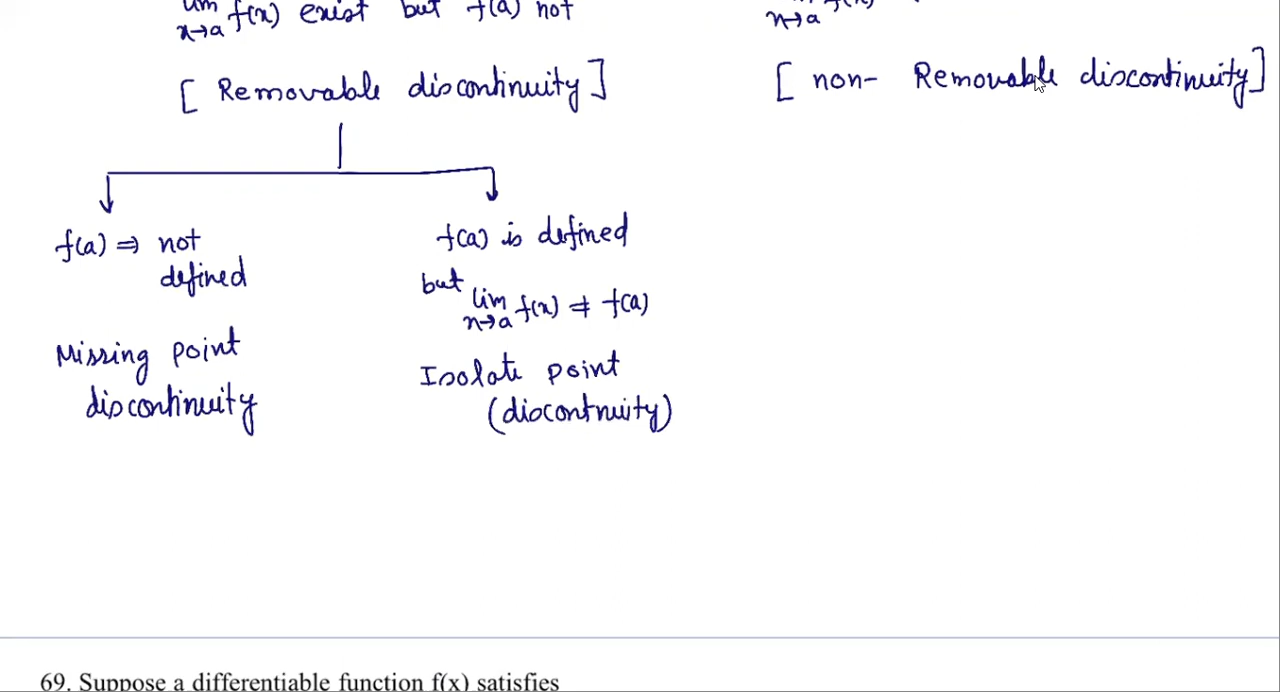 lim f(x) exist but f(a) not
x→a
x→a
[ Removable discontinuity ]
[ non- Removable discontinuity ]
f(a) ⇒ not
defined
f(a) is defined
but lim f(x) ≠ f(a)
x→a
Missing point
discontinuity
Isolate point
(discontnuity)
69. Suppose a differentiable function f(x) satisfies